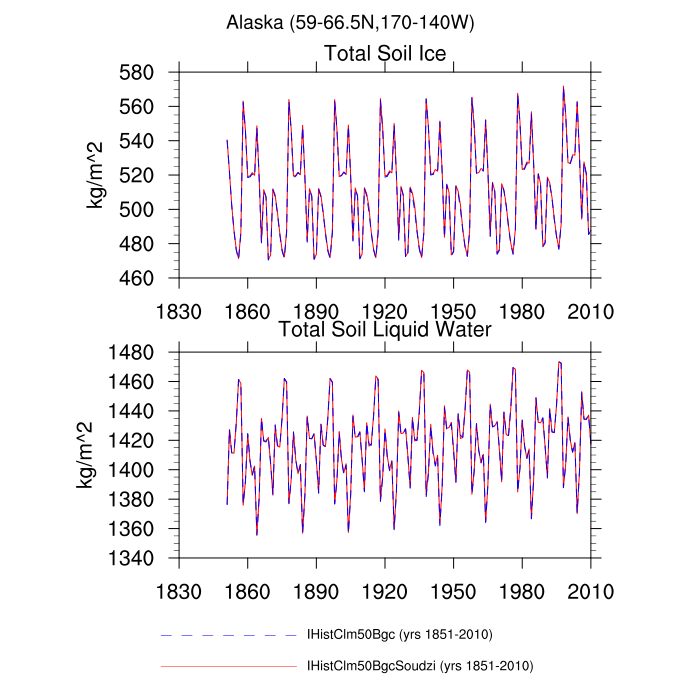 Alaska (59-66.5N,170-140W)
Total Soil Ice
kg/m^2
580
560
540
520
500
480
460
1830 1860 1890 1920 1950 1980 2010
Total Soil Liquid Water
kg/m^2
1480
1460
1440
1420
1400
1380
1360
1340
1830 1860 1890 1920 1950 1980 2010
IHistClm50Bgc (yrs 1851-2010)
IHistClm50BgcSoudzi (yrs 1851-2010)